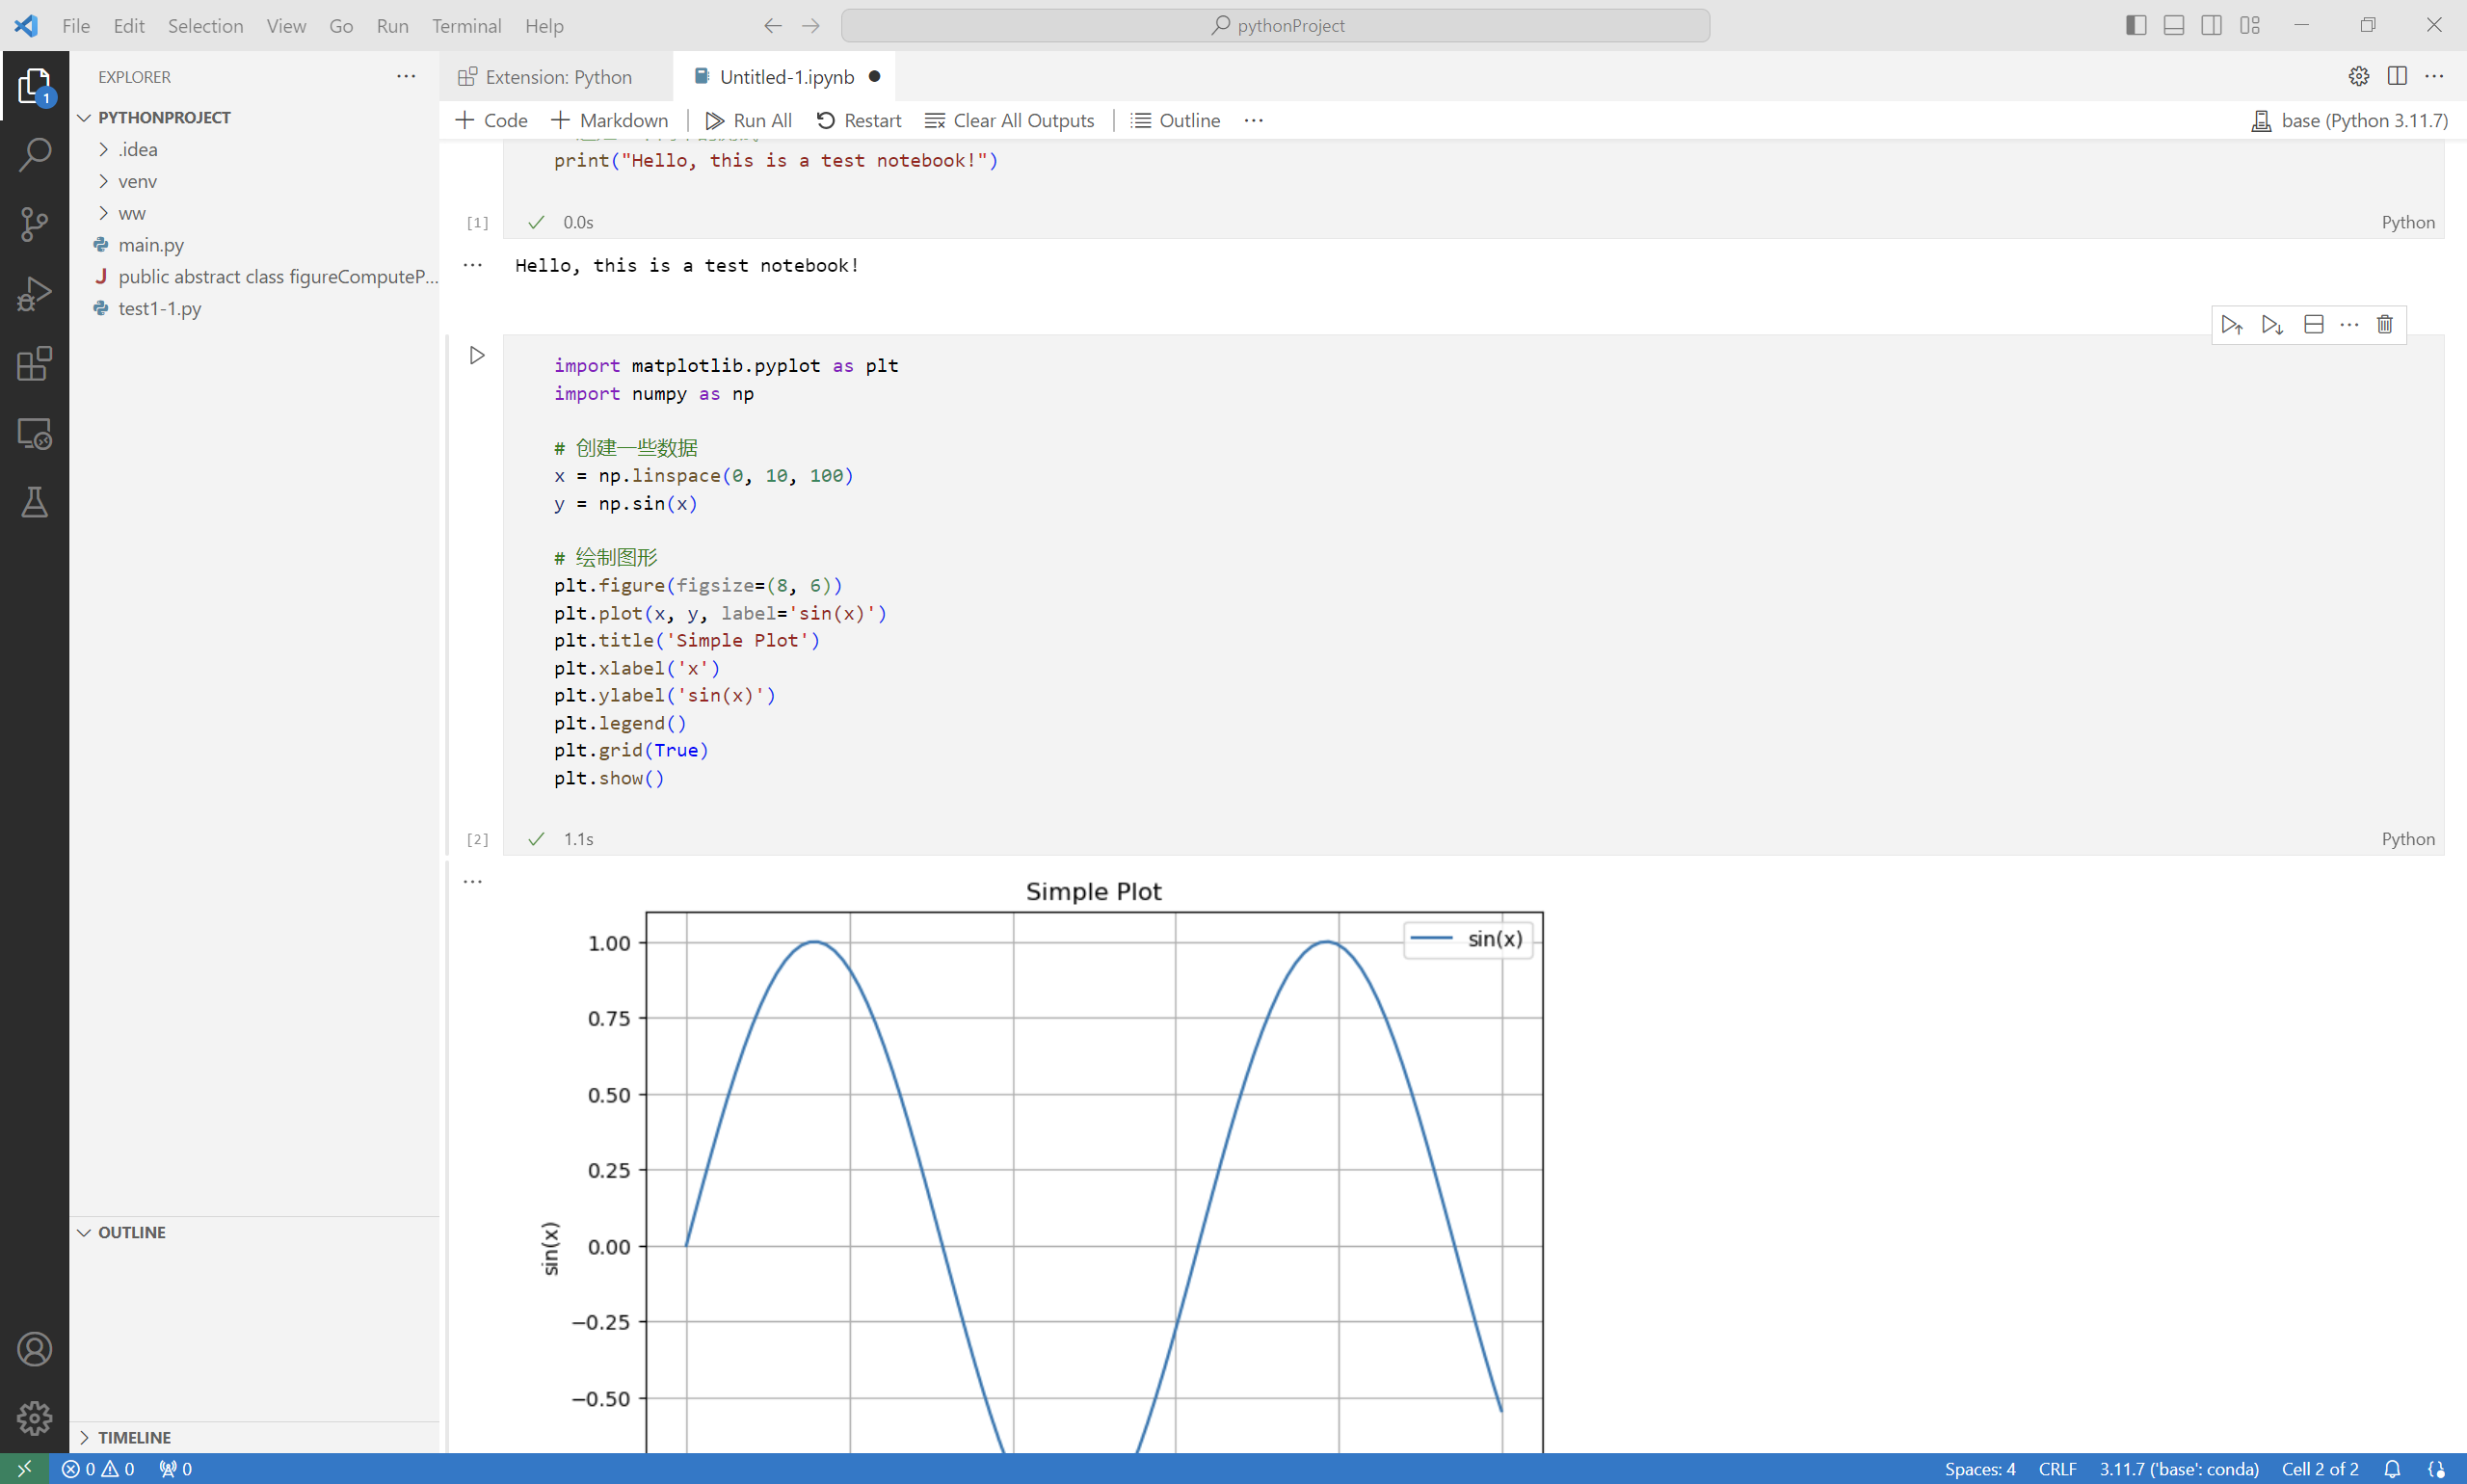 File Edit Selection View Go Run Terminal Help
pythonProject
EXPLORER
Extension: Python
Untitled-1.ipynb
PYTHONPROJECT
.idea
venv
ww
main.py
public abstract class figureComputeP...
test1-1.py
OUTLINE
TIMELINE
1
Code
Markdown
Run All
Restart
Clear All Outputs
Outline
base (Python 3.11.7)
print("Hello, this is a test notebook!")
[1] 0.0s Python
Hello, this is a test notebook!
import matplotlib.pyplot as plt
import numpy as np
# 创建一些数据
x = np.linspace(0, 10, 100)
y = np.sin(x)
# 绘制图形
plt.figure(figsize=(8, 6))
plt.plot(x, y, label='sin(x)')
plt.title('Simple Plot')
plt.xlabel('x')
plt.ylabel('sin(x)')
plt.legend()
plt.grid(True)
plt.show()
[2] 1.1s Python
Simple Plot
sin(x)
1.00
0.75
0.50
0.25
0.00
−0.25
−0.50
sin(x)
0 0 0
Spaces: 4 CRLF 3.11.7 ('base': conda) Cell 2 of 2